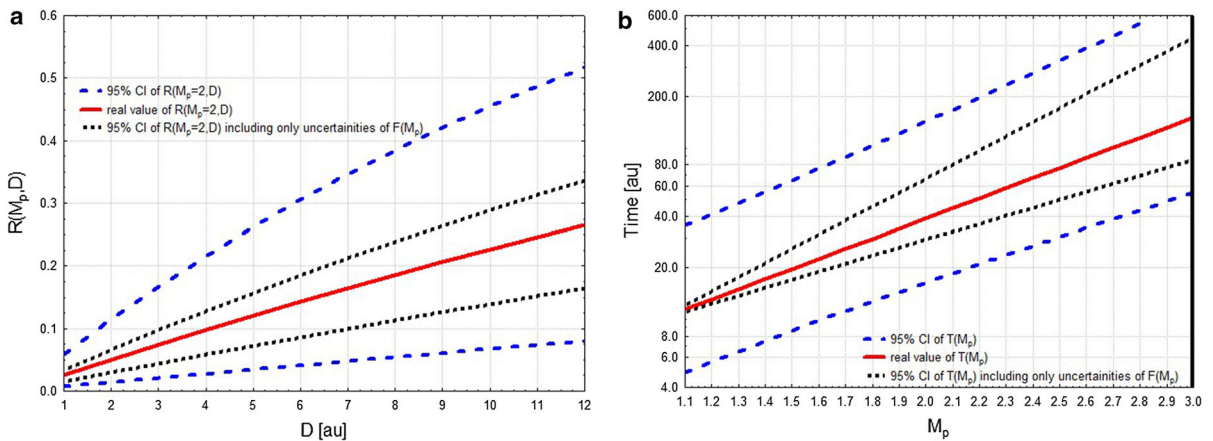 a
0.6
0.5
0.4
0.3
0.2
0.1
0.0
R(Mp,D)
95% CI of R(Mp=2,D)
real value of R(Mp=2,D)
95% CI of R(Mp=2,D) including only uncertainities of F(Mp)
1 2 3 4 5 6 7 8 9 10 11 12
D [au]
b
600.0
400.0
200.0
80.0
60.0
40.0
20.0
8.0
6.0
4.0
Time [au]
95% CI of T(Mp)
real value of T(Mp)
95% CI of T(Mp) including only uncertainities of F(Mp)
1.1 1.2 1.3 1.4 1.5 1.6 1.7 1.8 1.9 2.0 2.1 2.2 2.3 2.4 2.5 2.6 2.7 2.8 2.9 3.0
Mp